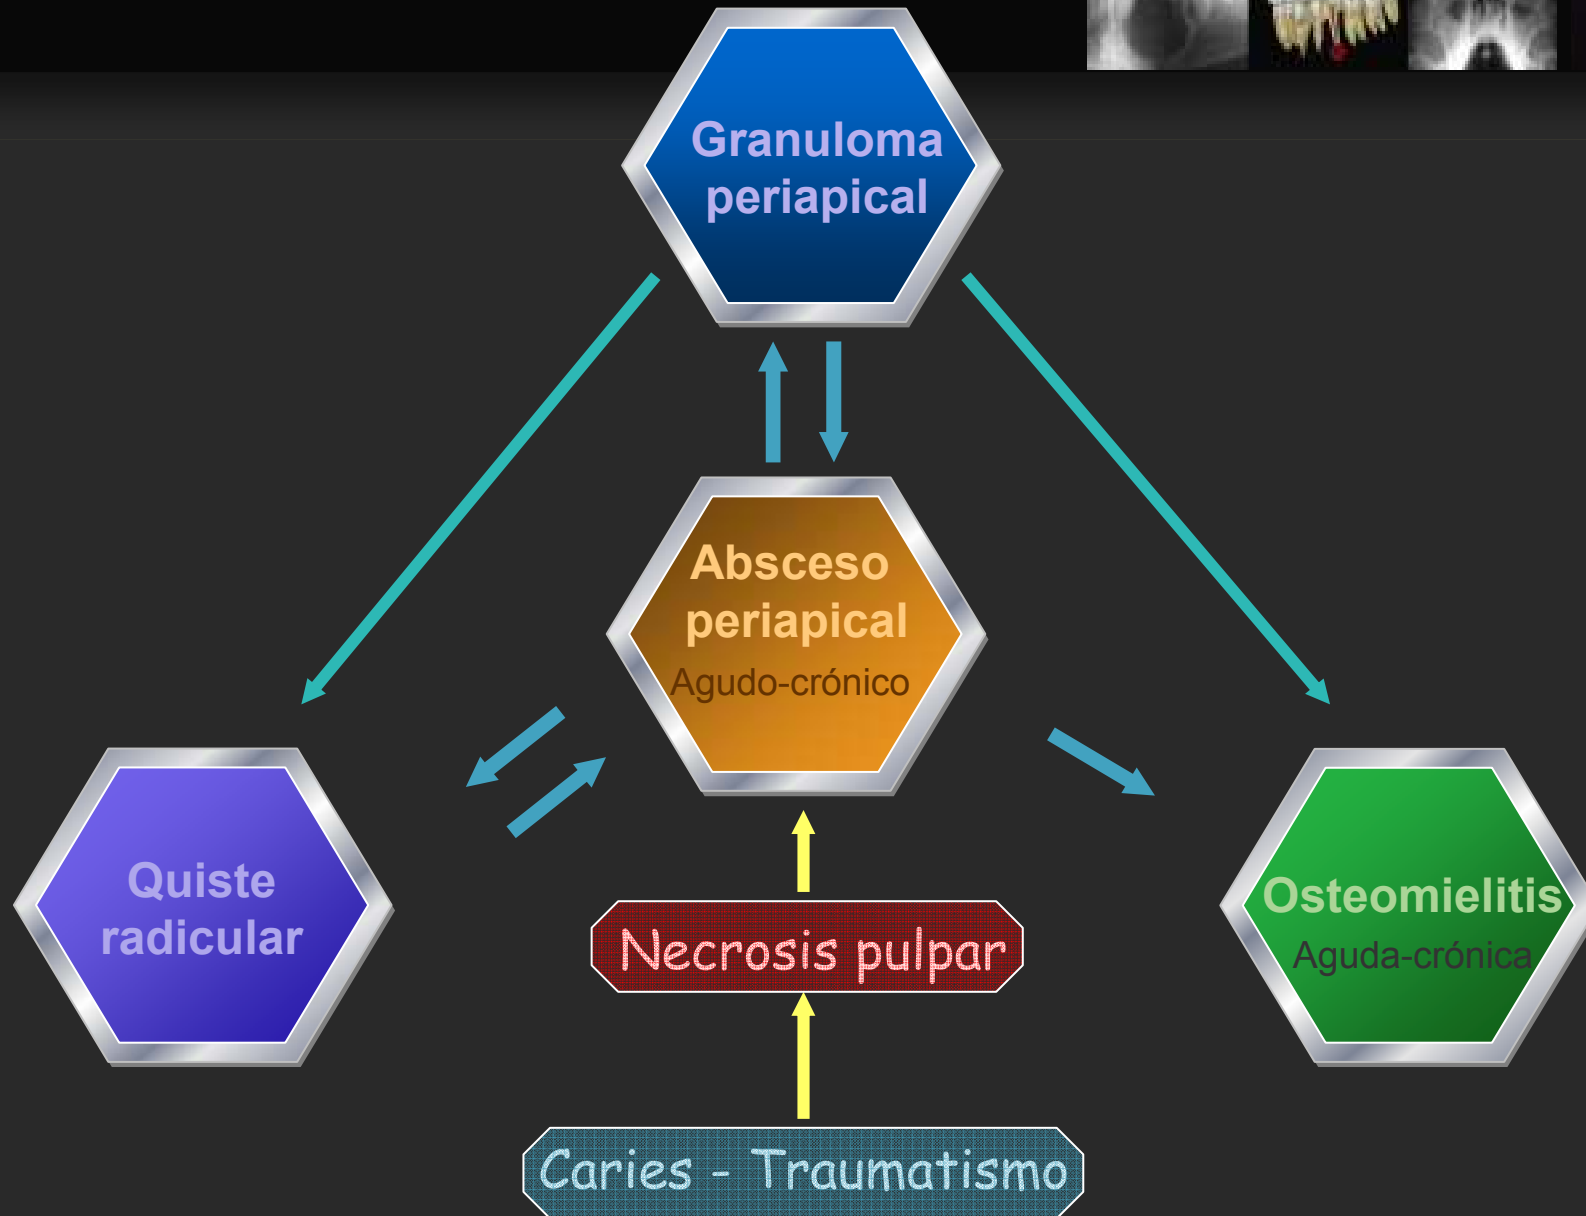 Granuloma
periapical
Absceso
periapical
Agudo-crónico
Quiste
radicular
Osteomielitis
Aguda-crónica
Necrosis pulpar
Caries - Traumatismo